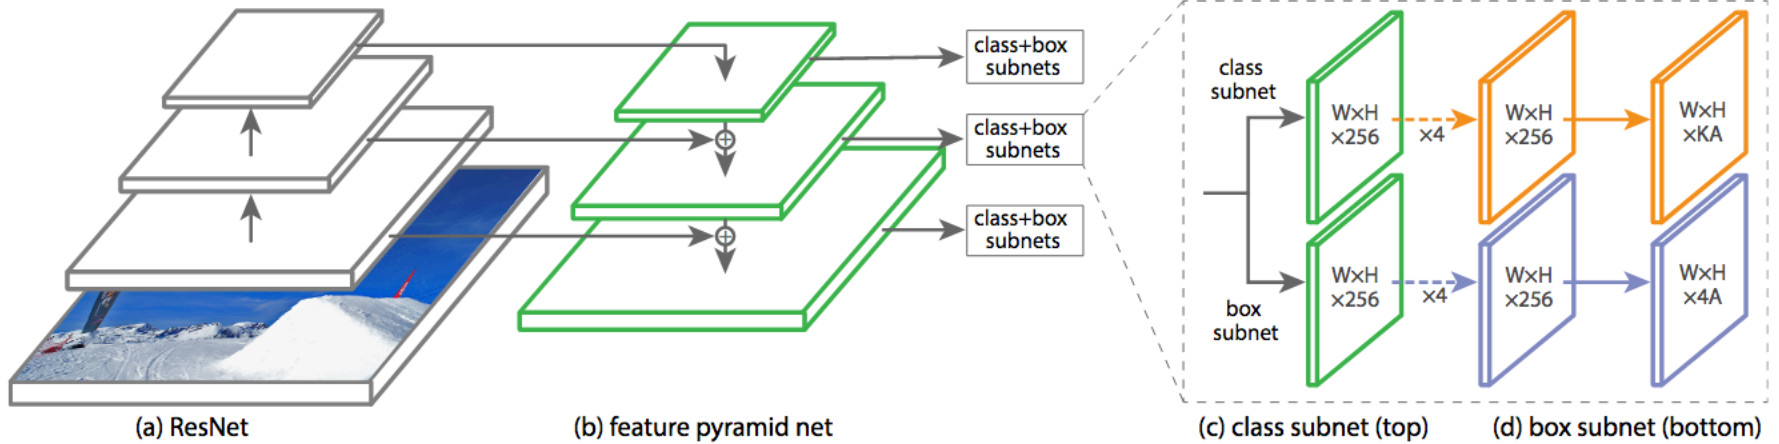 class+box
subnets
class+box
subnets
class+box
subnets
class
subnet
W×H
×256
×4
W×H
×256
W×H
×KA
box
subnet
W×H
×256
×4
W×H
×256
W×H
×4A
(a) ResNet
(b) feature pyramid net
(c) class subnet (top)
(d) box subnet (bottom)